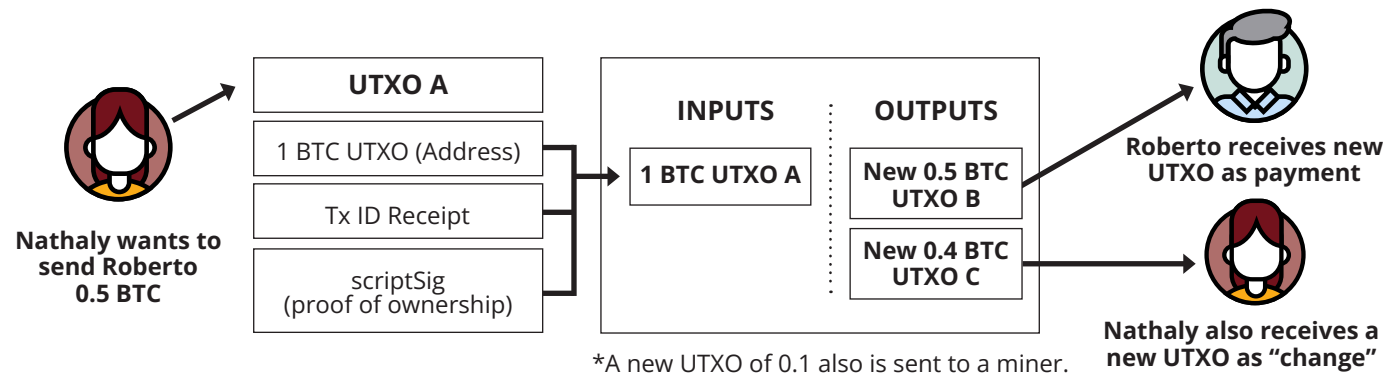 Nathaly wants to
send Roberto
0.5 BTC
UTXO A
1 BTC UTXO (Address)
Tx ID Receipt
scriptSig
(proof of ownership)
INPUTS
1 BTC UTXO A
OUTPUTS
New 0.5 BTC
UTXO B
New 0.4 BTC
UTXO C
Roberto receives new
UTXO as payment
Nathaly also receives a
new UTXO as “change”
*A new UTXO of 0.1 also is sent to a miner.